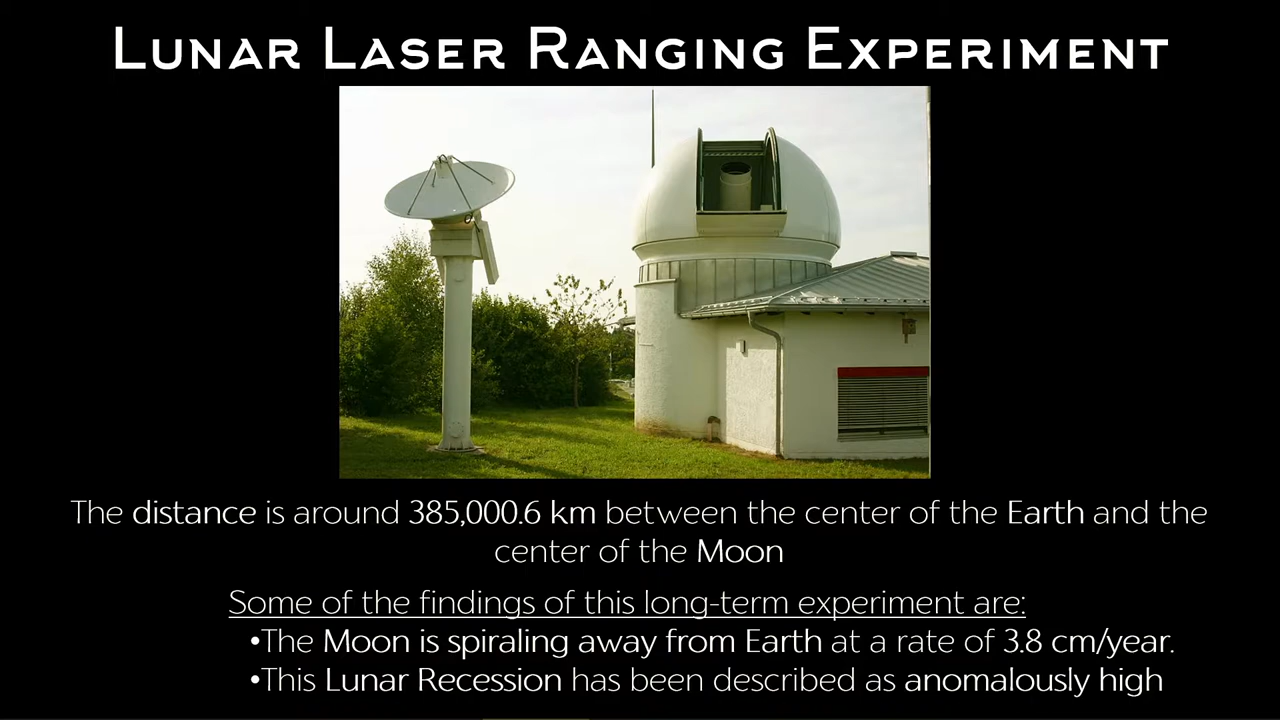 LUNAR LASER RANGING EXPERIMENT
The distance is around 385,000.6 km between the center of the Earth and the
center of the Moon
Some of the findings of this long-term experiment are:
•The Moon is spiraling away from Earth at a rate of 3.8 cm/year.
•This Lunar Recession has been described as anomalously high